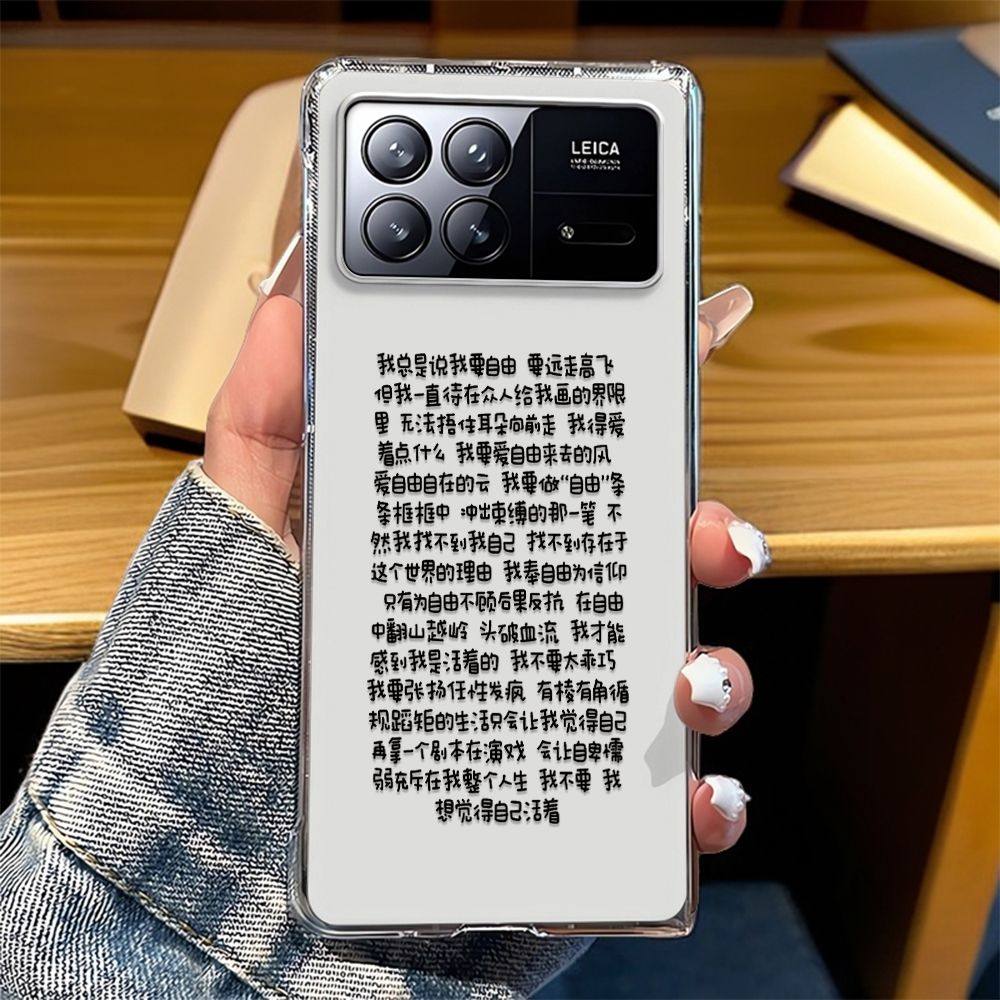 LEICA
我总是说我要自由 要远走高飞
但我一直待在众人给我画的界限
里 无法捂住耳朵向前走 我得爱
着点什么 我要爱自由来去的风
爱自由自在的云 我要做“自由”条
条框框中 冲出束缚的那一笔 不
然我找不到我自己 找不到存在于
这个世界的理由 我奉自由为信仰
只有为自由不顾后果反抗 在自由
中翻山越岭 头破血流 我才能
感到我是活着的 我不要太乖巧
我要张扬任性发疯 有棱有角循
规蹈矩的生活只会让我觉得自己
再拿一个剧本在演戏 会让自卑懦
弱充斥在我整个人生 我不要 我
想觉得自己活着